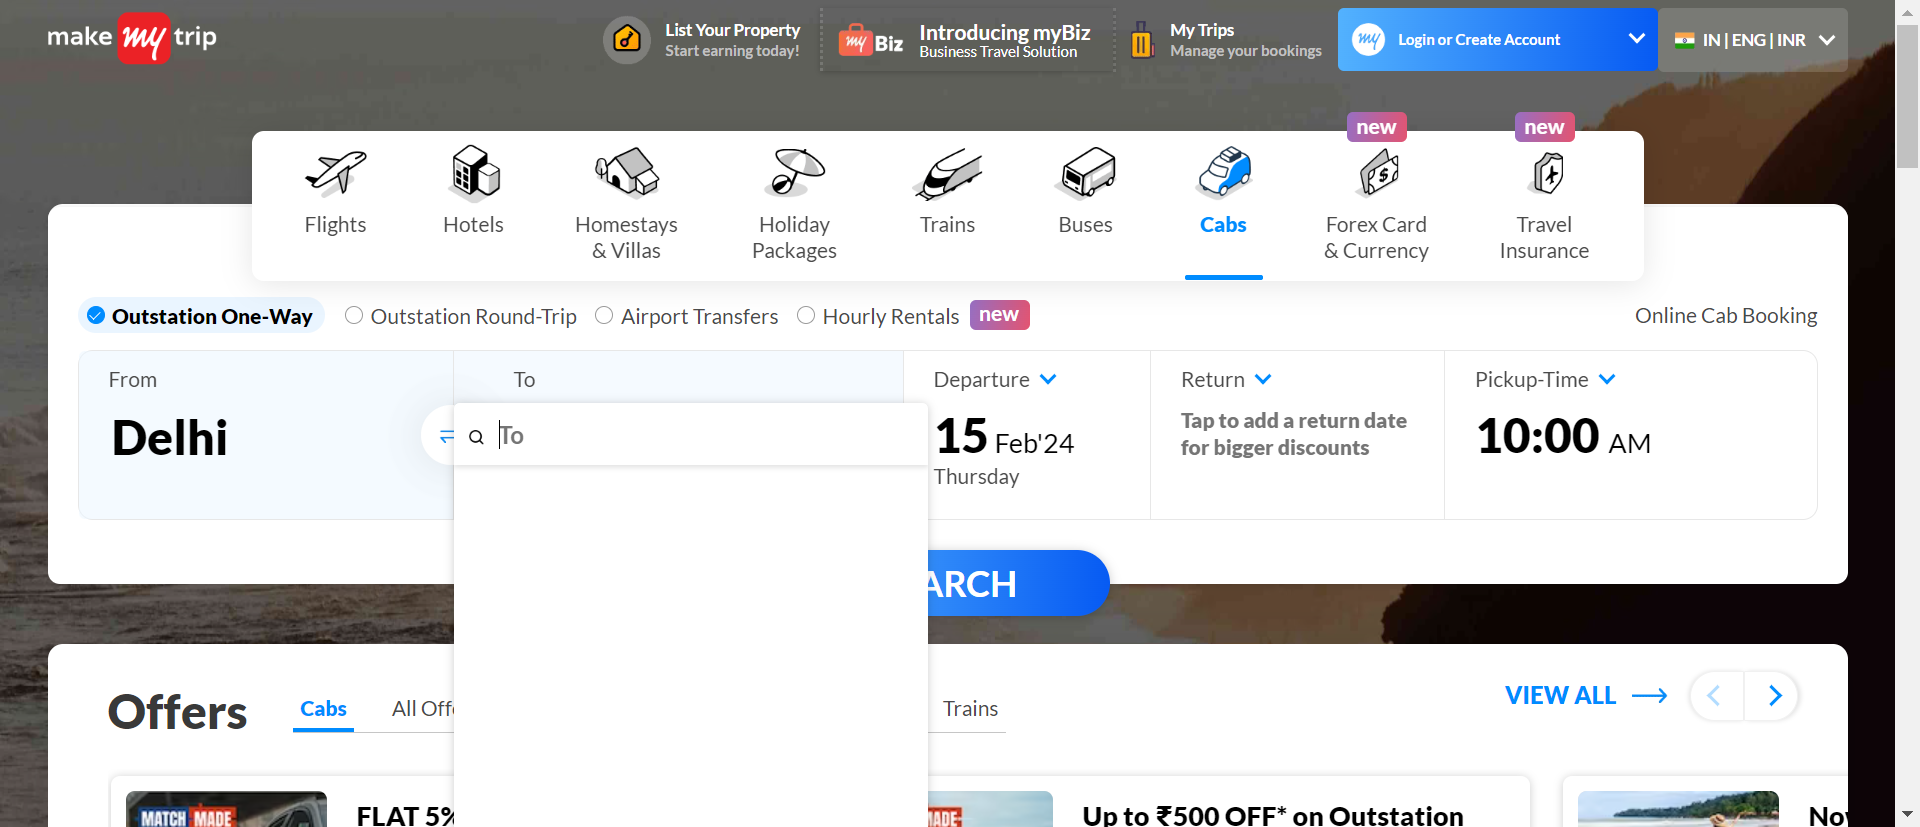 make my trip
List Your Property
Start earning today!
my Biz
Introducing myBiz
Business Travel Solution
My Trips
Manage your bookings
my
Login or Create Account
IN | ENG | INR
new
new
Flights
Hotels
Homestays
& Villas
Holiday
Packages
Trains
Buses
Cabs
Forex Card
& Currency
Travel
Insurance
Outstation One-Way
Outstation Round-Trip
Airport Transfers
Hourly Rentals
new
Online Cab Booking
From
Delhi
To
To
Departure
15 Feb'24
Thursday
Return
Tap to add a return date
for bigger discounts
Pickup-Time
10:00 AM
ARCH
Offers
Cabs
All Off
Trains
VIEW ALL
MATCH MADE
FLAT 5%
MADE
Up to ₹500 OFF* on Outstation